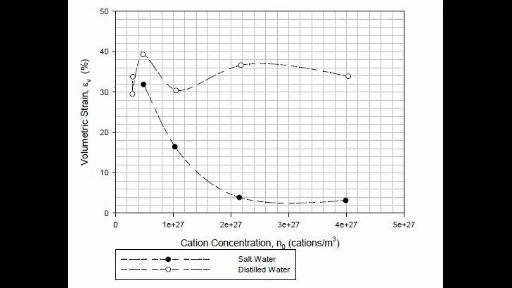 50
40
30
20
10
0
Volumetric Strain, εv (%)
0 1e+27 2e+27 3e+27 4e+27 5e+27
Cation Concentration, n0 (cations/m³)
Salt Water
Distilled Water